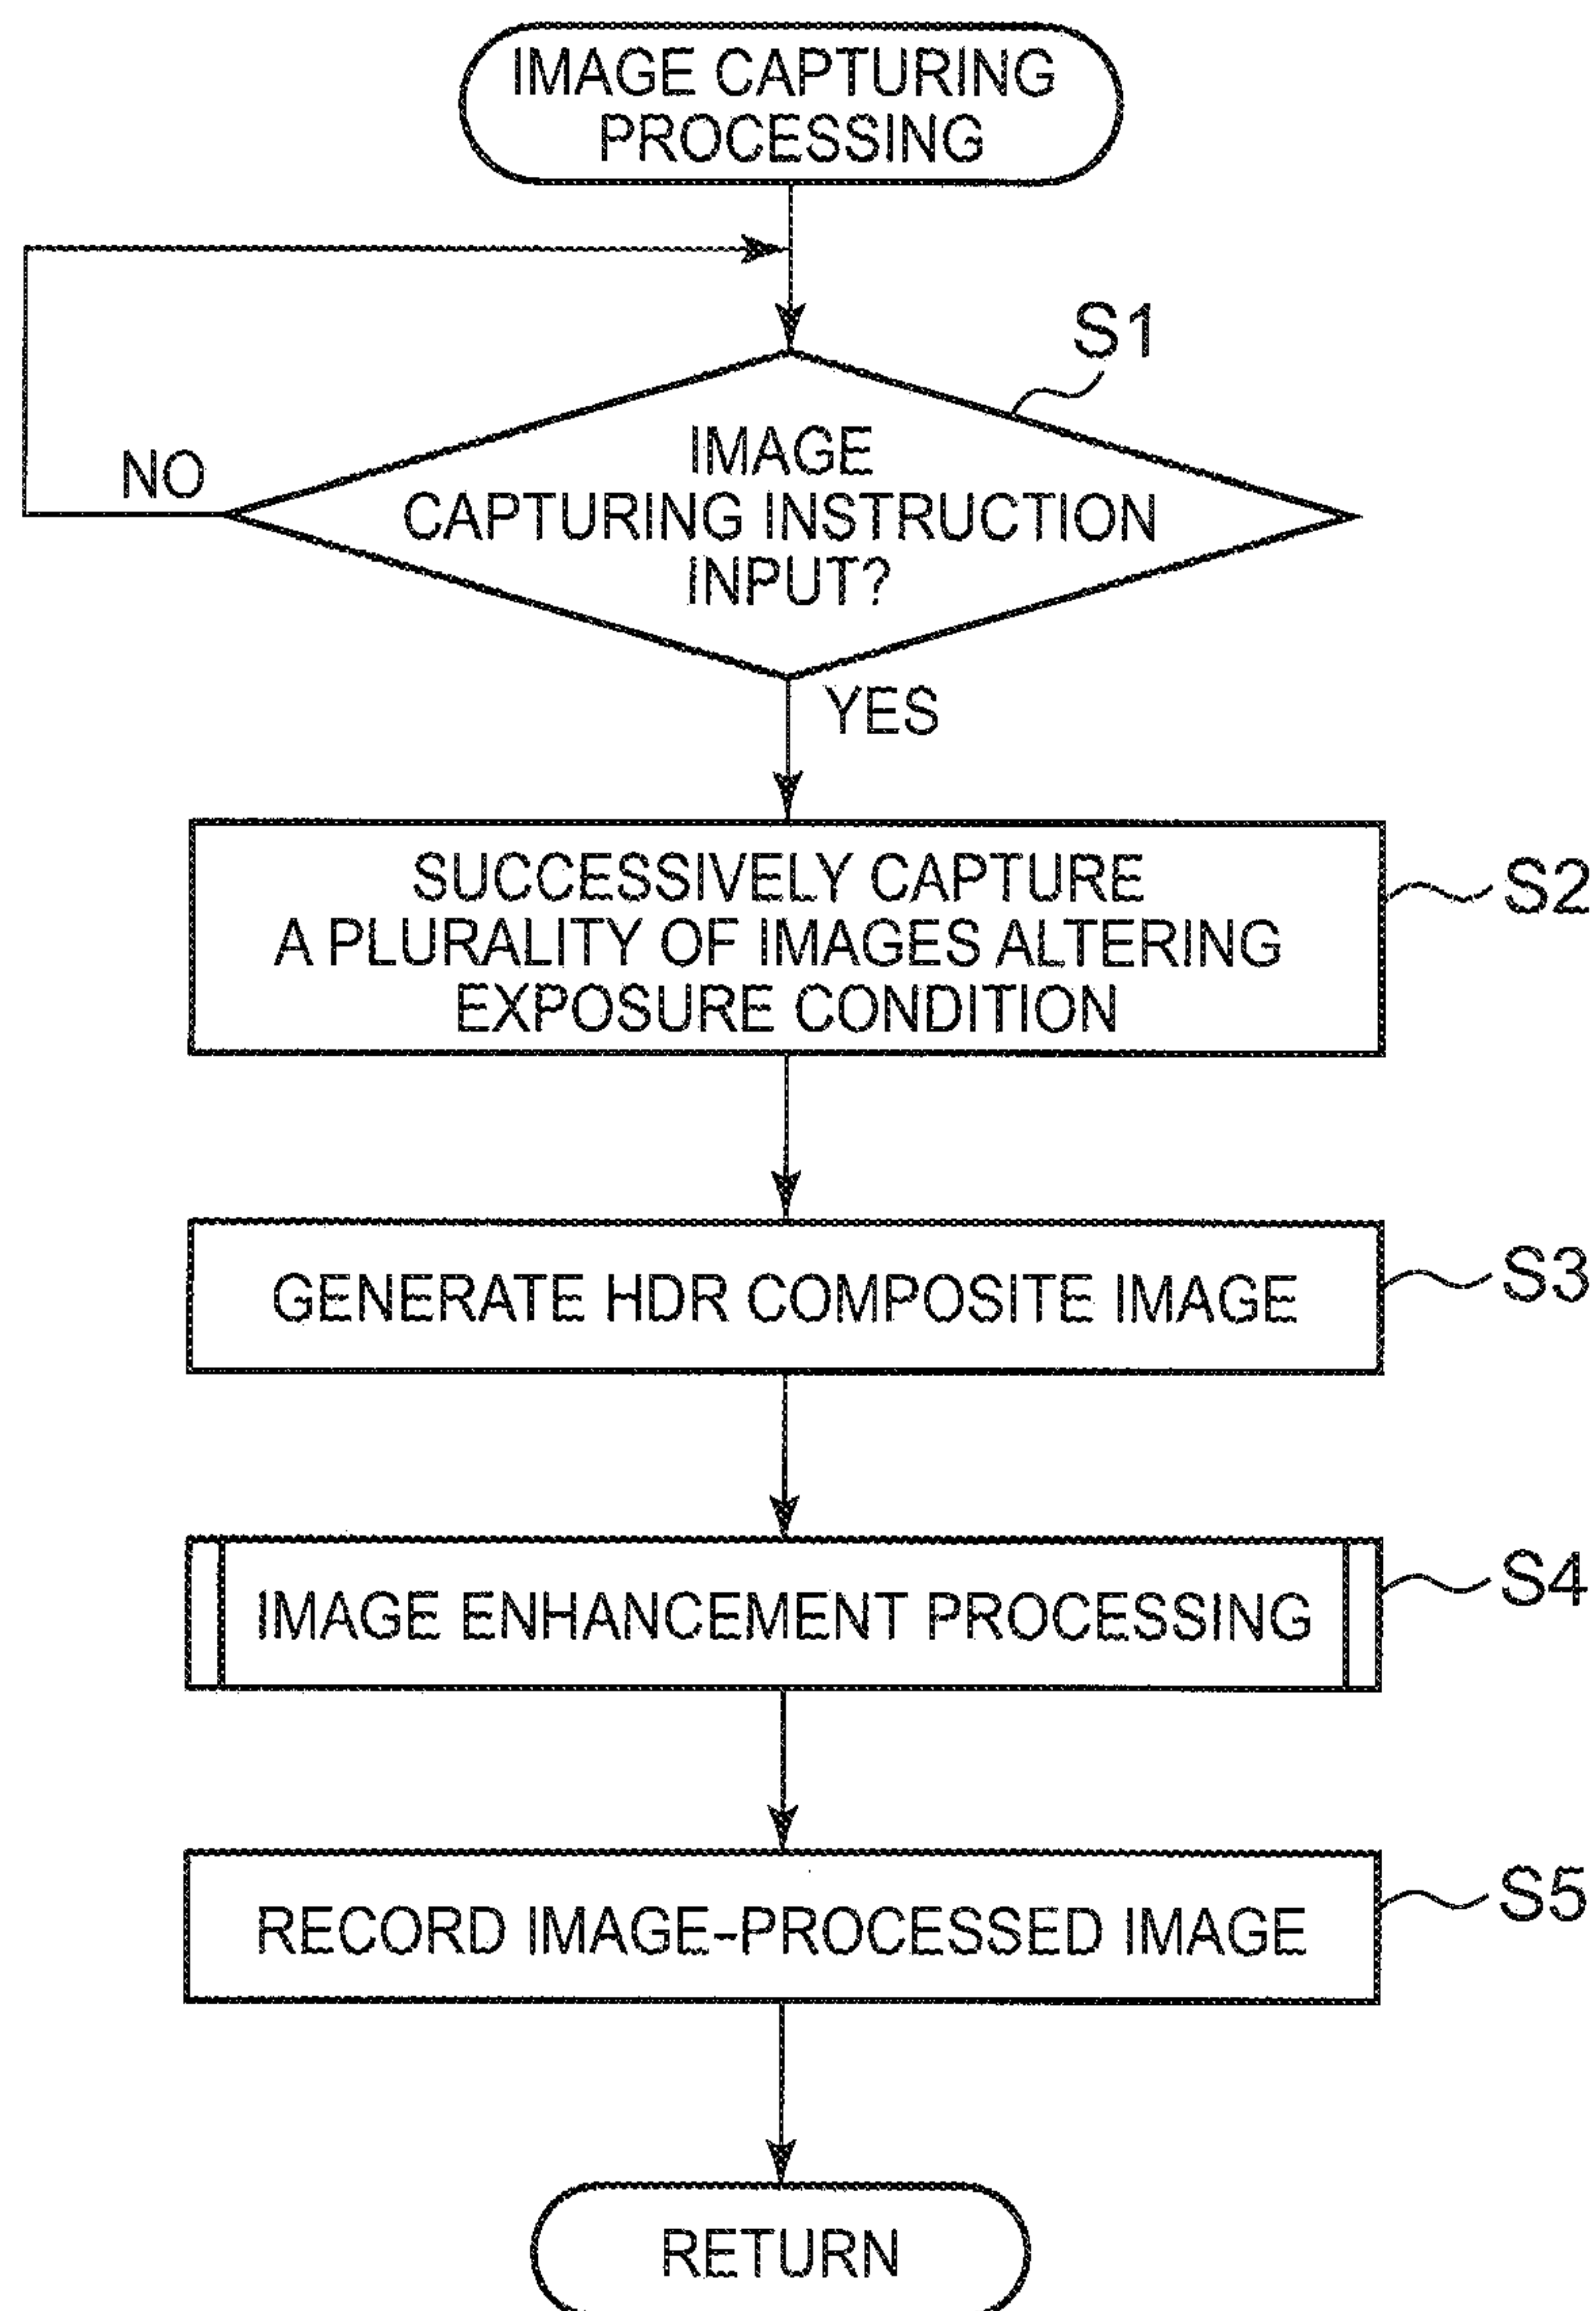 IMAGE CAPTURING
PROCESSING
S1
IMAGE
CAPTURING INSTRUCTION
INPUT?
NO
YES
SUCCESSIVELY CAPTURE
A PLURALITY OF IMAGES ALTERING
EXPOSURE CONDITION
S2
GENERATE HDR COMPOSITE IMAGE
S3
IMAGE ENHANCEMENT PROCESSING
S4
RECORD IMAGE-PROCESSED IMAGE
S5
RETURN